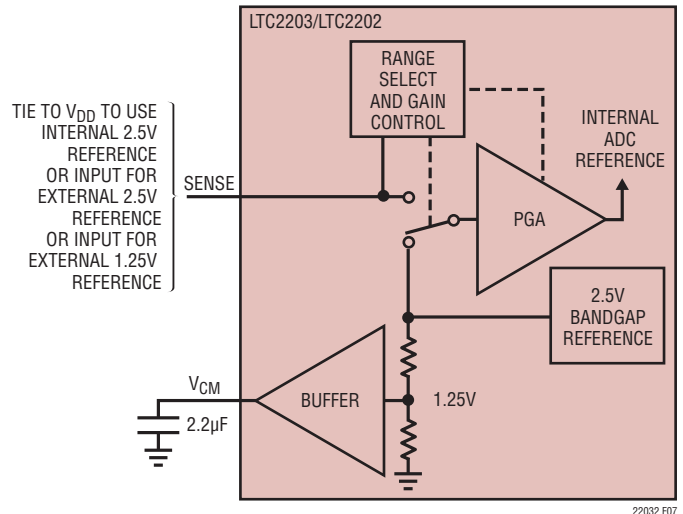 LTC2203/LTC2202
RANGE
SELECT
AND GAIN
CONTROL
TIE TO VDD TO USE
INTERNAL 2.5V
REFERENCE
OR INPUT FOR
EXTERNAL 2.5V
REFERENCE
OR INPUT FOR
EXTERNAL 1.25V
REFERENCE
SENSE
INTERNAL
ADC
REFERENCE
PGA
2.5V
BANDGAP
REFERENCE
VCM
BUFFER
1.25V
2.2µF
22032 F07